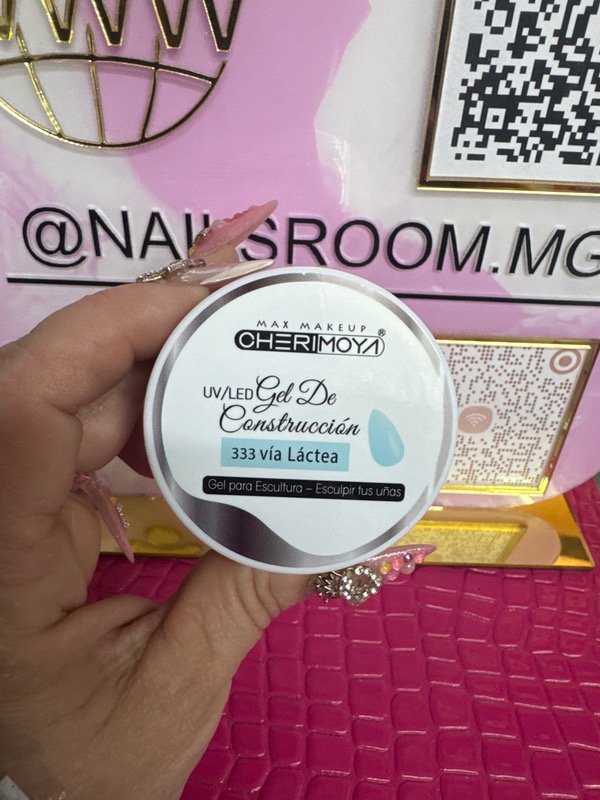 WW
@NAILSROOM.MG
MAX MAKEUP
CHERIMOYA®
UV/LED Gel De
Construcción
333 vía Láctea
Gel para Escultura – Esculpir tus uñas